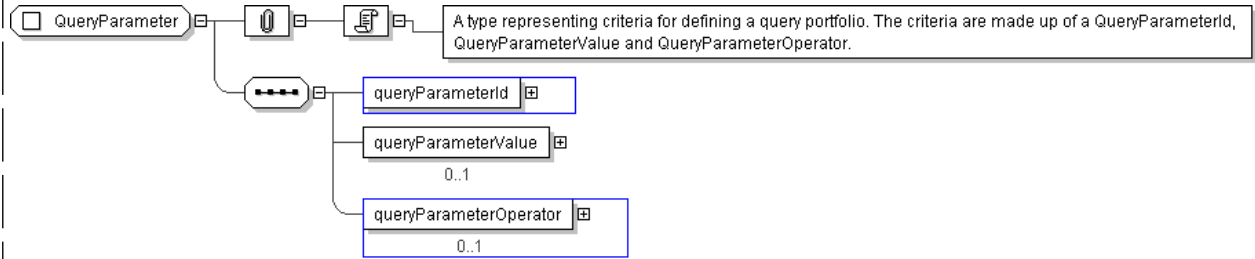 QueryParameter
A type representing criteria for defining a query portfolio. The criteria are made up of a QueryParameterId,
QueryParameterValue and QueryParameterOperator.
queryParameterId
queryParameterValue
0..1
queryParameterOperator
0..1